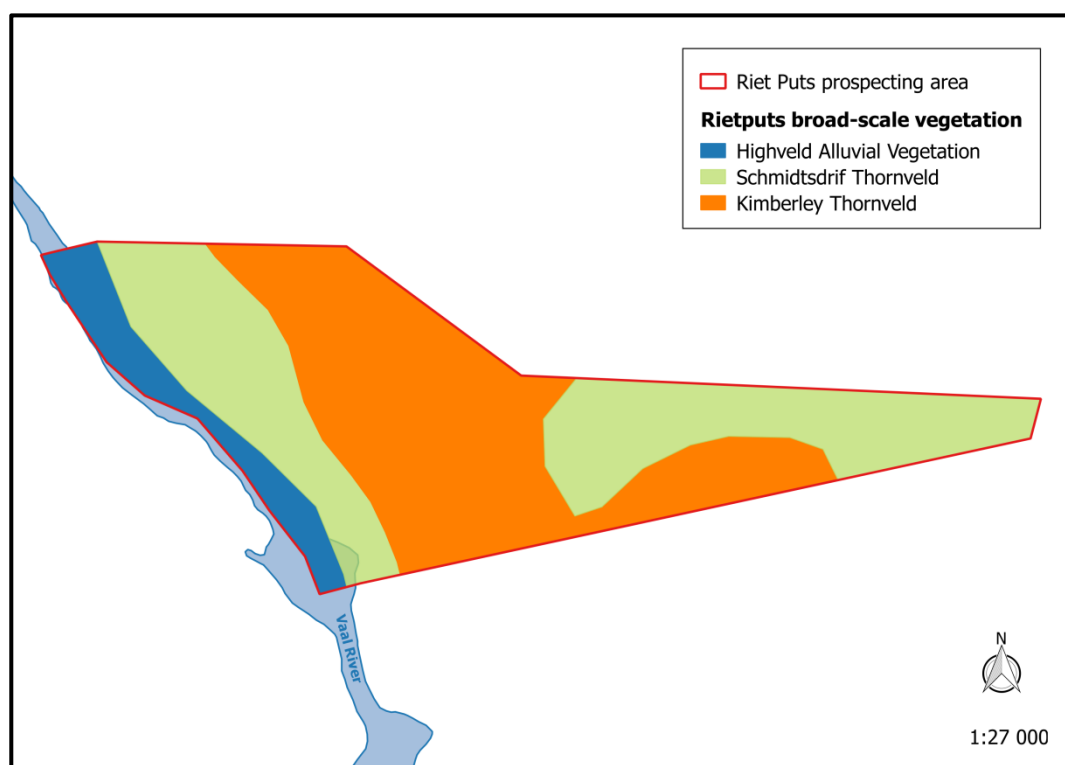 Riet Puts prospecting area
Rietputs broad-scale vegetation
Highveld Alluvial Vegetation
Schmidtsdrif Thornveld
Kimberley Thornveld
Vaal River
N
1:27 000